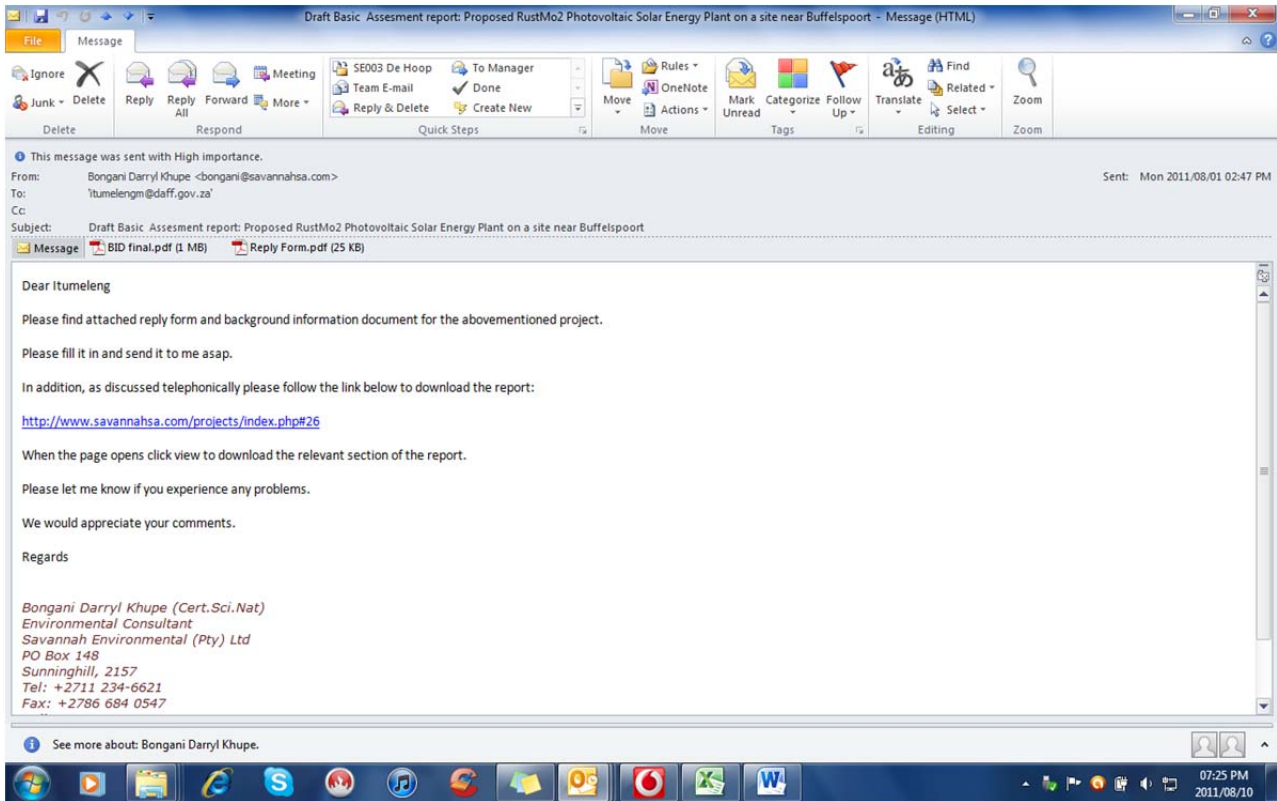 Draft Basic Assesment report: Proposed RustMo2 Photovoltaic Solar Energy Plant on a site near Buffelspoort - Message (HTML)
File Message
Ignore
Junk
Delete
Reply
Reply All
Forward
Meeting
More
SE003 De Hoop
Team E-mail
Reply & Delete
To Manager
Done
Create New
Move
Rules
OneNote
Actions
Mark Unread
Categorize
Follow Up
Translate
Find
Related
Select
Zoom
Delete Respond Quick Steps Move Tags Editing Zoom
This message was sent with High importance.
From: Bongani Darryl Khupe <bongani@savannahsa.com> Sent: Mon 2011/08/01 02:47 PM
To: 'itumelengm@daff.gov.za'
Cc:
Subject: Draft Basic Assesment report: Proposed RustMo2 Photovoltaic Solar Energy Plant on a site near Buffelspoort
Message BID final.pdf (1 MB) Reply Form.pdf (25 KB)
Dear Itumeleng
Please find attached reply form and background information document for the abovementioned project.
Please fill it in and send it to me asap.
In addition, as discussed telephonically please follow the link below to download the report:
http://www.savannahsa.com/projects/index.php#26
When the page opens click view to download the relevant section of the report.
Please let me know if you experience any problems.
We would appreciate your comments.
Regards
Bongani Darryl Khupe (Cert.Sci.Nat)
Environmental Consultant
Savannah Environmental (Pty) Ltd
PO Box 148
Sunninghill, 2157
Tel: +2711 234-6621
Fax: +2786 684 0547
See more about: Bongani Darryl Khupe.
07:25 PM
2011/08/10